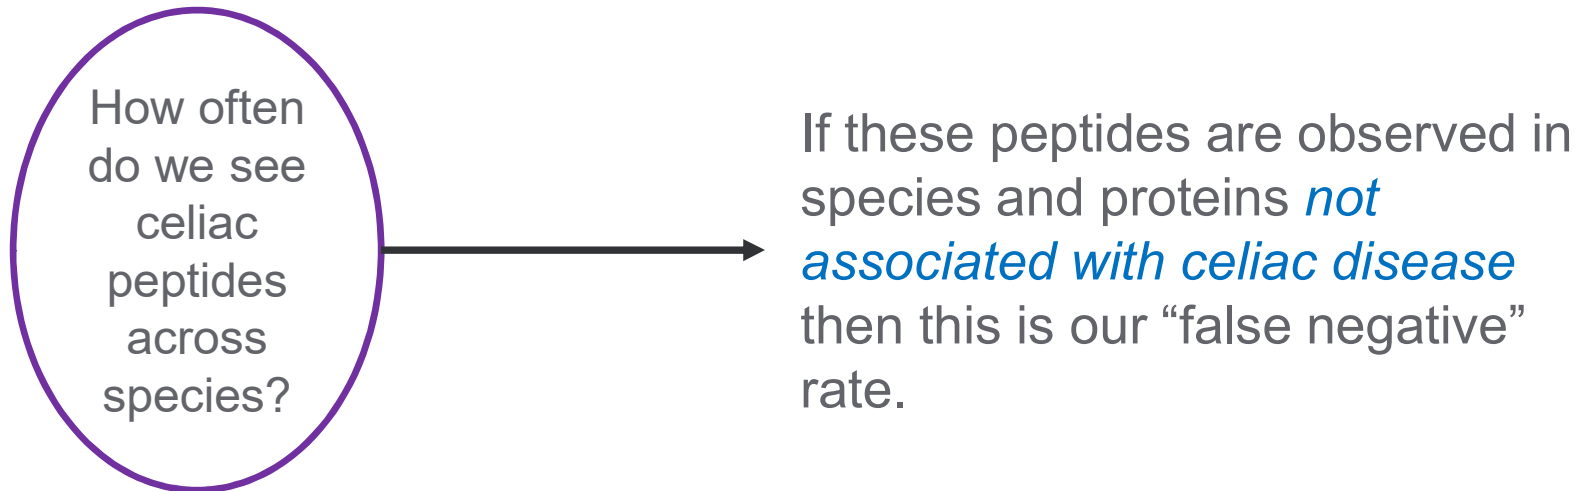 How often
do we see
celiac
peptides
across
species?
If these peptides are observed in
species and proteins not
associated with celiac disease
then this is our “false negative”
rate.